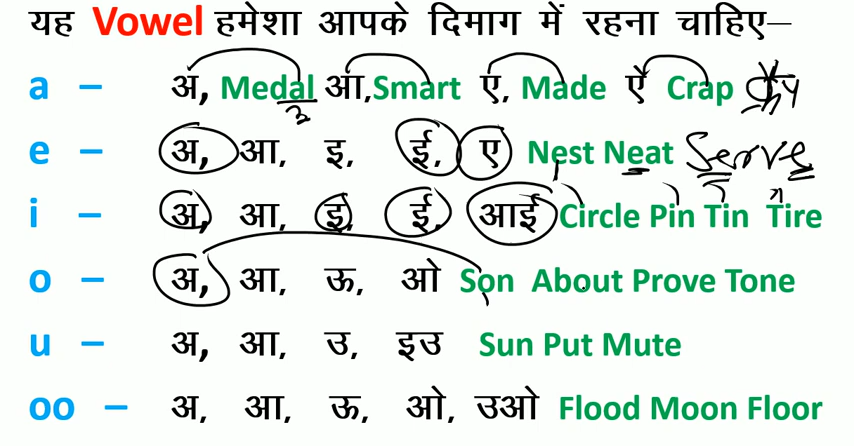 यह Vowel हमेशा आपके दिमाग में रहना चाहिए–
a – अ, Medal आ, Smart ए, Made ऐ Crap
e – अ, आ, इ, ई, ए Nest Neat Serve
i – अ, आ, इ, ई, आई Circle Pin Tin Tire
o – अ, आ, ऊ, ओ Son About Prove Tone
u – अ, आ, उ, इउ Sun Put Mute
oo – अ, आ, ऊ, ओ, उओ Flood Moon Floor